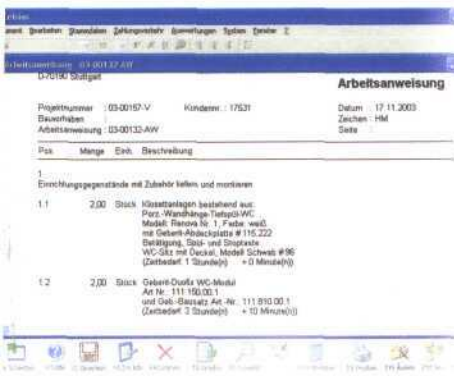 Bearbeiten Stammdaten Zahlungsverkehr Auswertungen System Fenster ?
Arbeitsanweisung 03-00132-AW
D-70190 Stuttgart
Arbeitsanweisung
Projektnummer : 03-00157-V Kundennr. : 17531 Datum : 17.11.2003
Bauvorhaben : Zeichen : HM
Arbeitsanweisung : 03-00132-AW Seite :
Pos. Menge Einh. Beschreibung
1
Einrichtungsgegenstände mit Zubehör liefern und montieren
1.1 2,00 Stück Klosettanlagen bestehend aus:
Porz.-Wandhänge-Tiefspül-WC
Modell: Renova Nr. 1, Farbe: weiß
mit Geberit-Abdeckplatte # 115.222
Betätigung, Spül- und Stoptaste
WC-Sitz mit Deckel, Modell Schwab #96
(Zeitbedarf 1 Stunde(n) + 0 Minute(n))
1.2 2,00 Stück Geberit-Duofix WC-Modul
Art Nr.: 111.150.00.1
und Geb.-Bausatz Art.-Nr.: 111.810.00.1
(Zeitbedarf 3 Stunde(n) + 10 Minute(n))